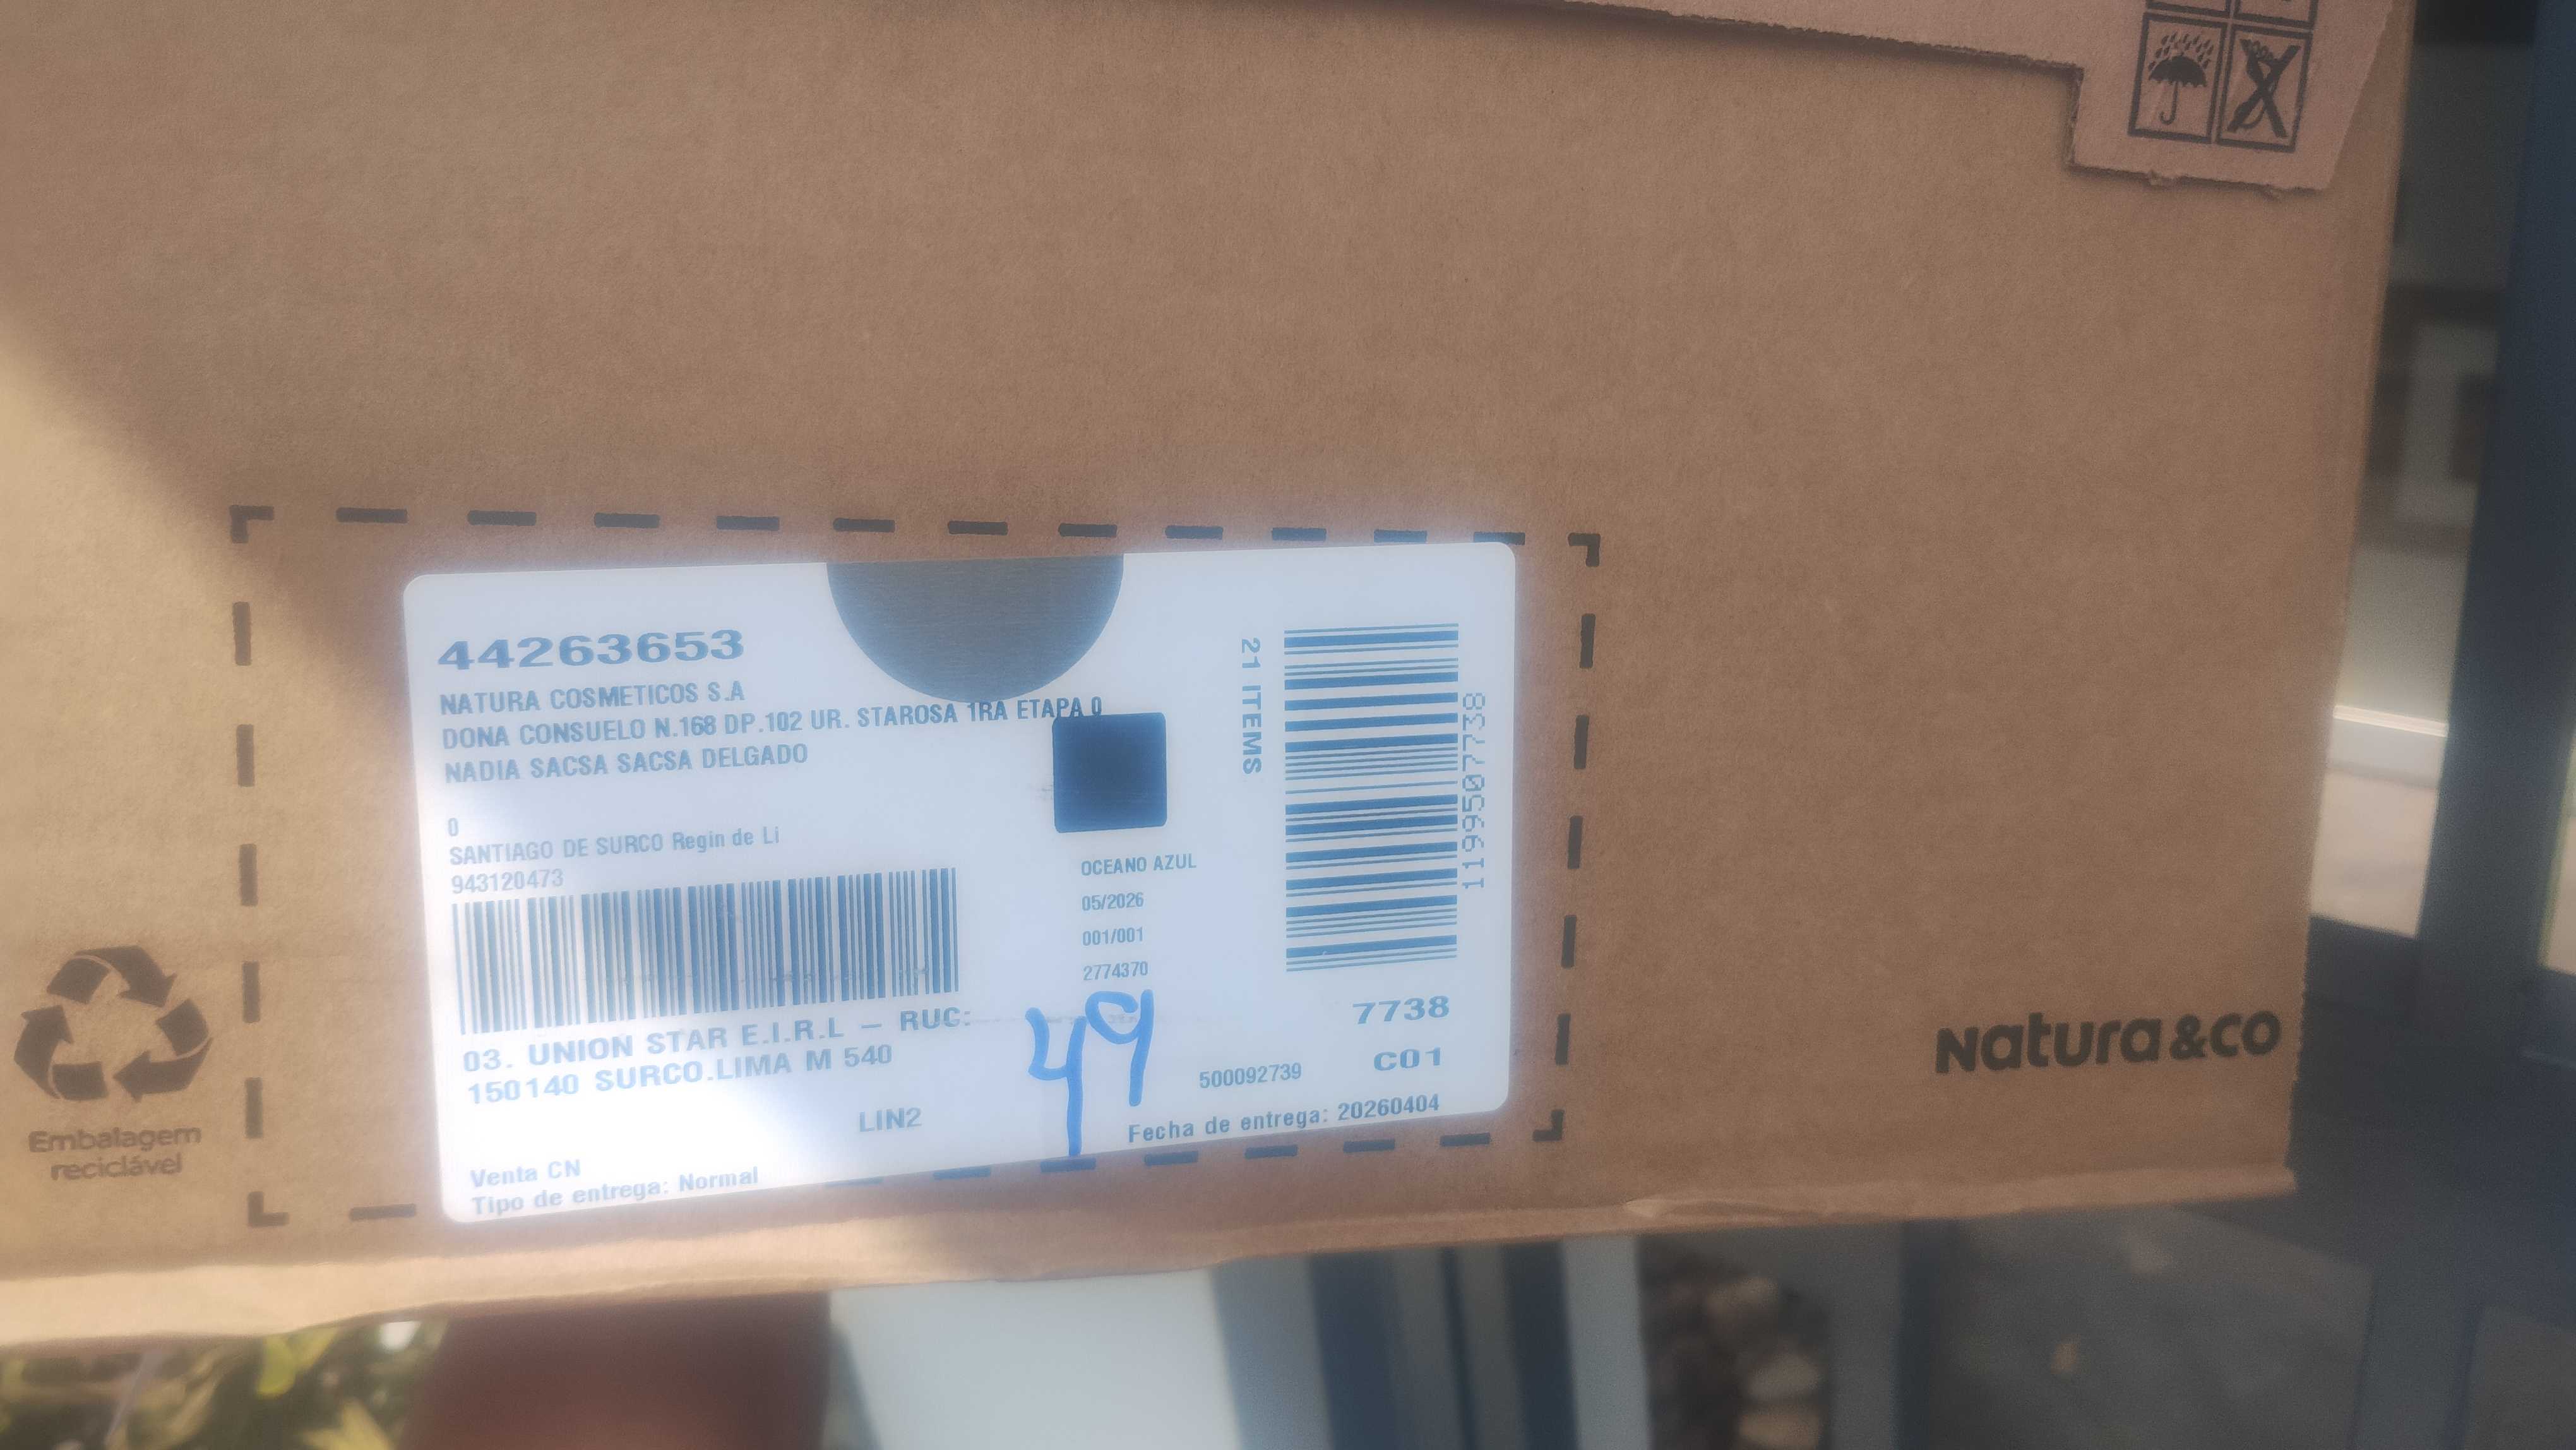 44263653
NATURA COSMETICOS S.A
DONA CONSUELO N.168 DP.102 UR. STAROSA 1RA ETAPA 0
NADIA SACSA SACSA DELGADO
0
SANTIAGO DE SURCO Regin de Li
943120473
03. UNION STAR E.I.R.L – RUC:
150140 SURCO.LIMA M 540
LIN2
Venta CN
Tipo de entrega: Normal
OCEANO AZUL
05/2026
001/001
2774370
49
21 ITEMS
1199507738
7738
500092739
C01
Fecha de entrega: 20260404
Embalagem
reciclável
Natura &CO